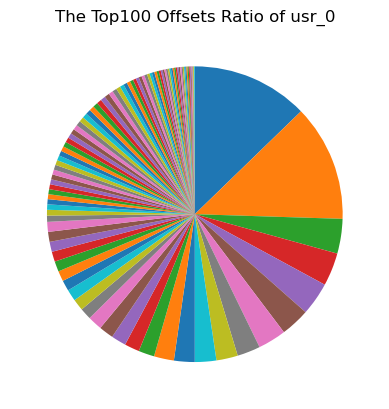 The Top100 Offsets Ratio of usr_0